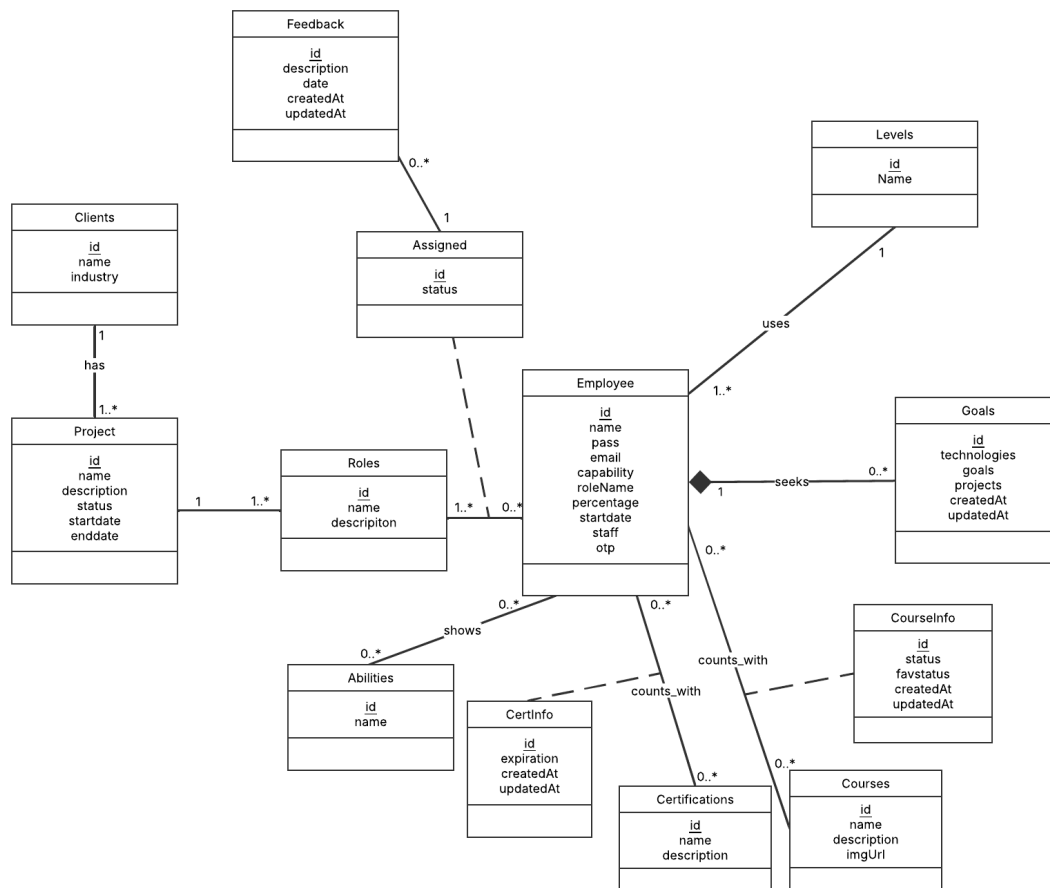 Feedback
id
description
date
createdAt
updatedAt
0..*
1
Levels
id
Name
1
uses
1..*
Clients
id
name
industry
1
has
1..*
Assigned
id
status
Project
id
name
description
status
startdate
enddate
1
1..*
Roles
id
name
descripiton
1..*
0..*
Employee
id
name
pass
email
capability
roleName
percentage
startdate
staff
otp
1
seeks
0..*
Goals
id
technologies
goals
projects
createdAt
updatedAt
0..*
shows
0..*
Abilities
id
name
0..*
counts_with
0..*
CertInfo
id
expiration
createdAt
updatedAt
Certifications
id
name
description
0..*
counts_with
0..*
CourseInfo
id
status
favstatus
createdAt
updatedAt
Courses
id
name
description
imgUrl